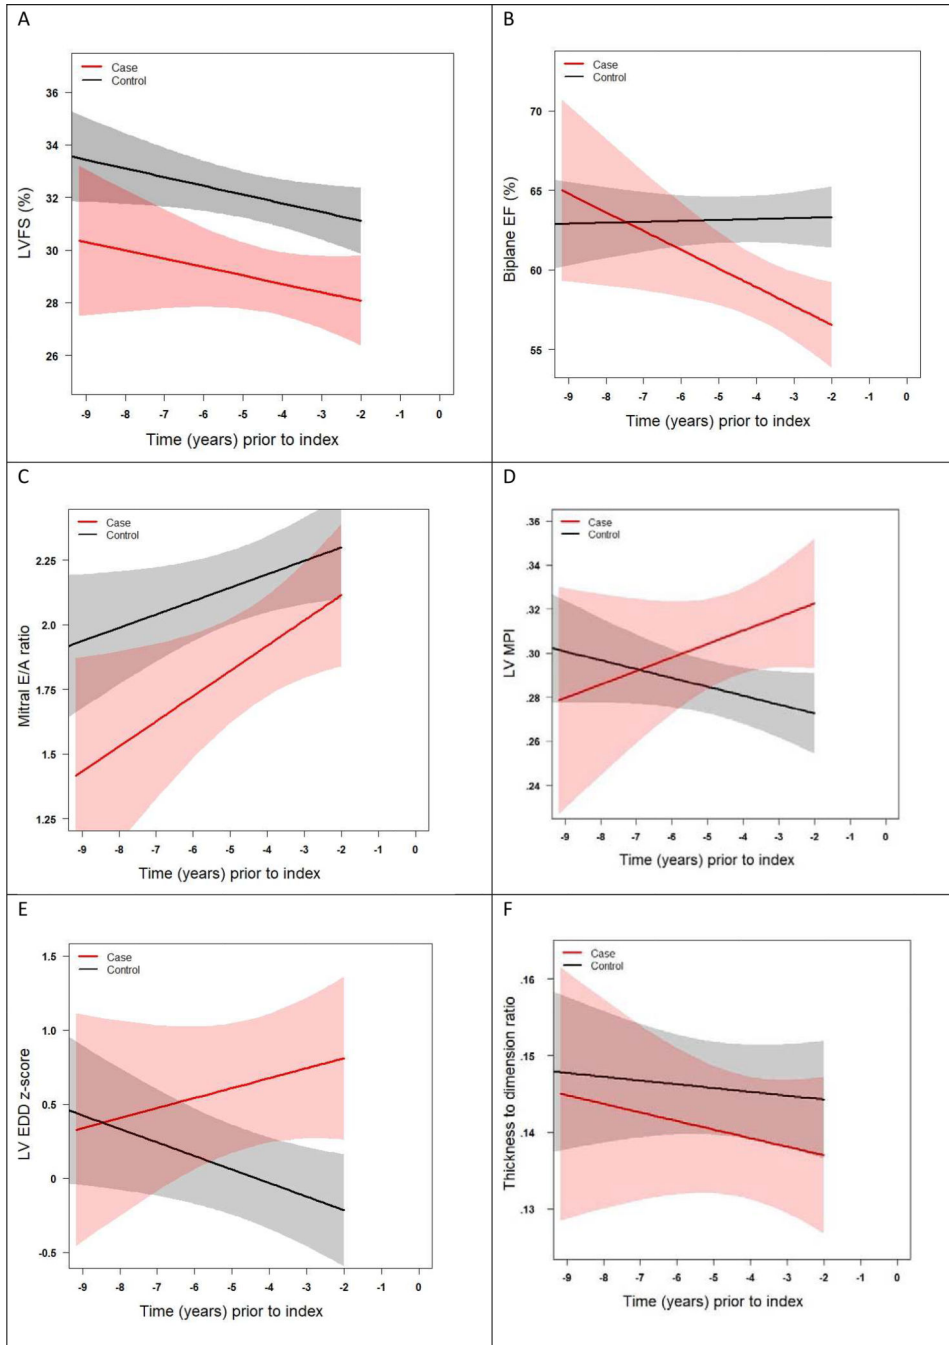 A
Case
Control
36
34
32
30
28
26
LVFS (%)
-9 -8 -7 -6 -5 -4 -3 -2 -1 0
Time (years) prior to index
B
Case
Control
70
65
60
55
Biplane EF (%)
-9 -8 -7 -6 -5 -4 -3 -2 -1 0
Time (years) prior to index
C
Case
Control
2.25
2.0
1.75
1.5
1.25
Mitral E/A ratio
-9 -8 -7 -6 -5 -4 -3 -2 -1 0
Time (years) prior to index
D
Case
Control
.36
.34
.32
.30
.28
.26
.24
LV MPI
-9 -8 -7 -6 -5 -4 -3 -2 -1 0
Time (years) prior to index
E
Case
Control
1.5
1.0
0.5
0
-0.5
LV EDD z-score
-9 -8 -7 -6 -5 -4 -3 -2 -1 0
Time (years) prior to index
F
Case
Control
.16
.15
.14
.13
Thickness to dimension ratio
-9 -8 -7 -6 -5 -4 -3 -2 -1 0
Time (years) prior to index